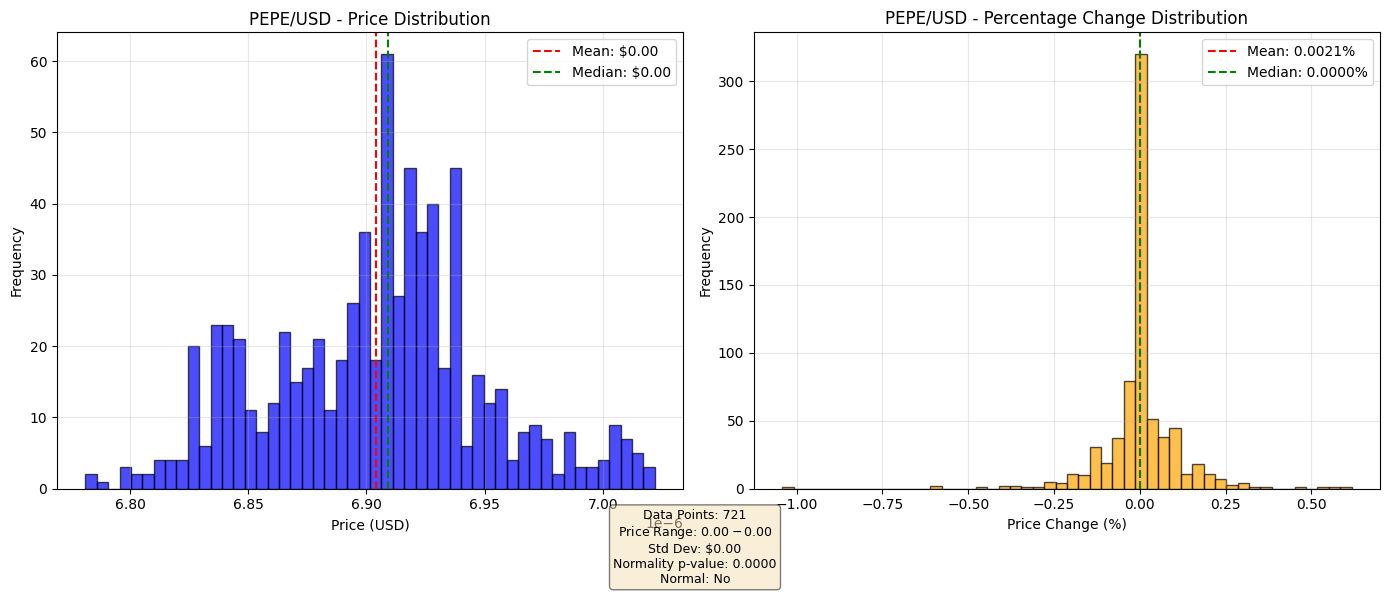 PEPE/USD - Price Distribution
Mean: $0.00
Median: $0.00
60
50
40
30
20
10
0
Frequency
6.80
6.85
6.90
6.95
7.00
1e−6
Price (USD)
PEPE/USD - Percentage Change Distribution
Mean: 0.0021%
Median: 0.0000%
300
250
200
150
100
50
0
Frequency
−1.00
−0.75
−0.50
−0.25
0.00
0.25
0.50
Price Change (%)
Data Points: 721
Price Range: 0.00 − 0.00
Std Dev: $0.00
Normality p-value: 0.0000
Normal: No